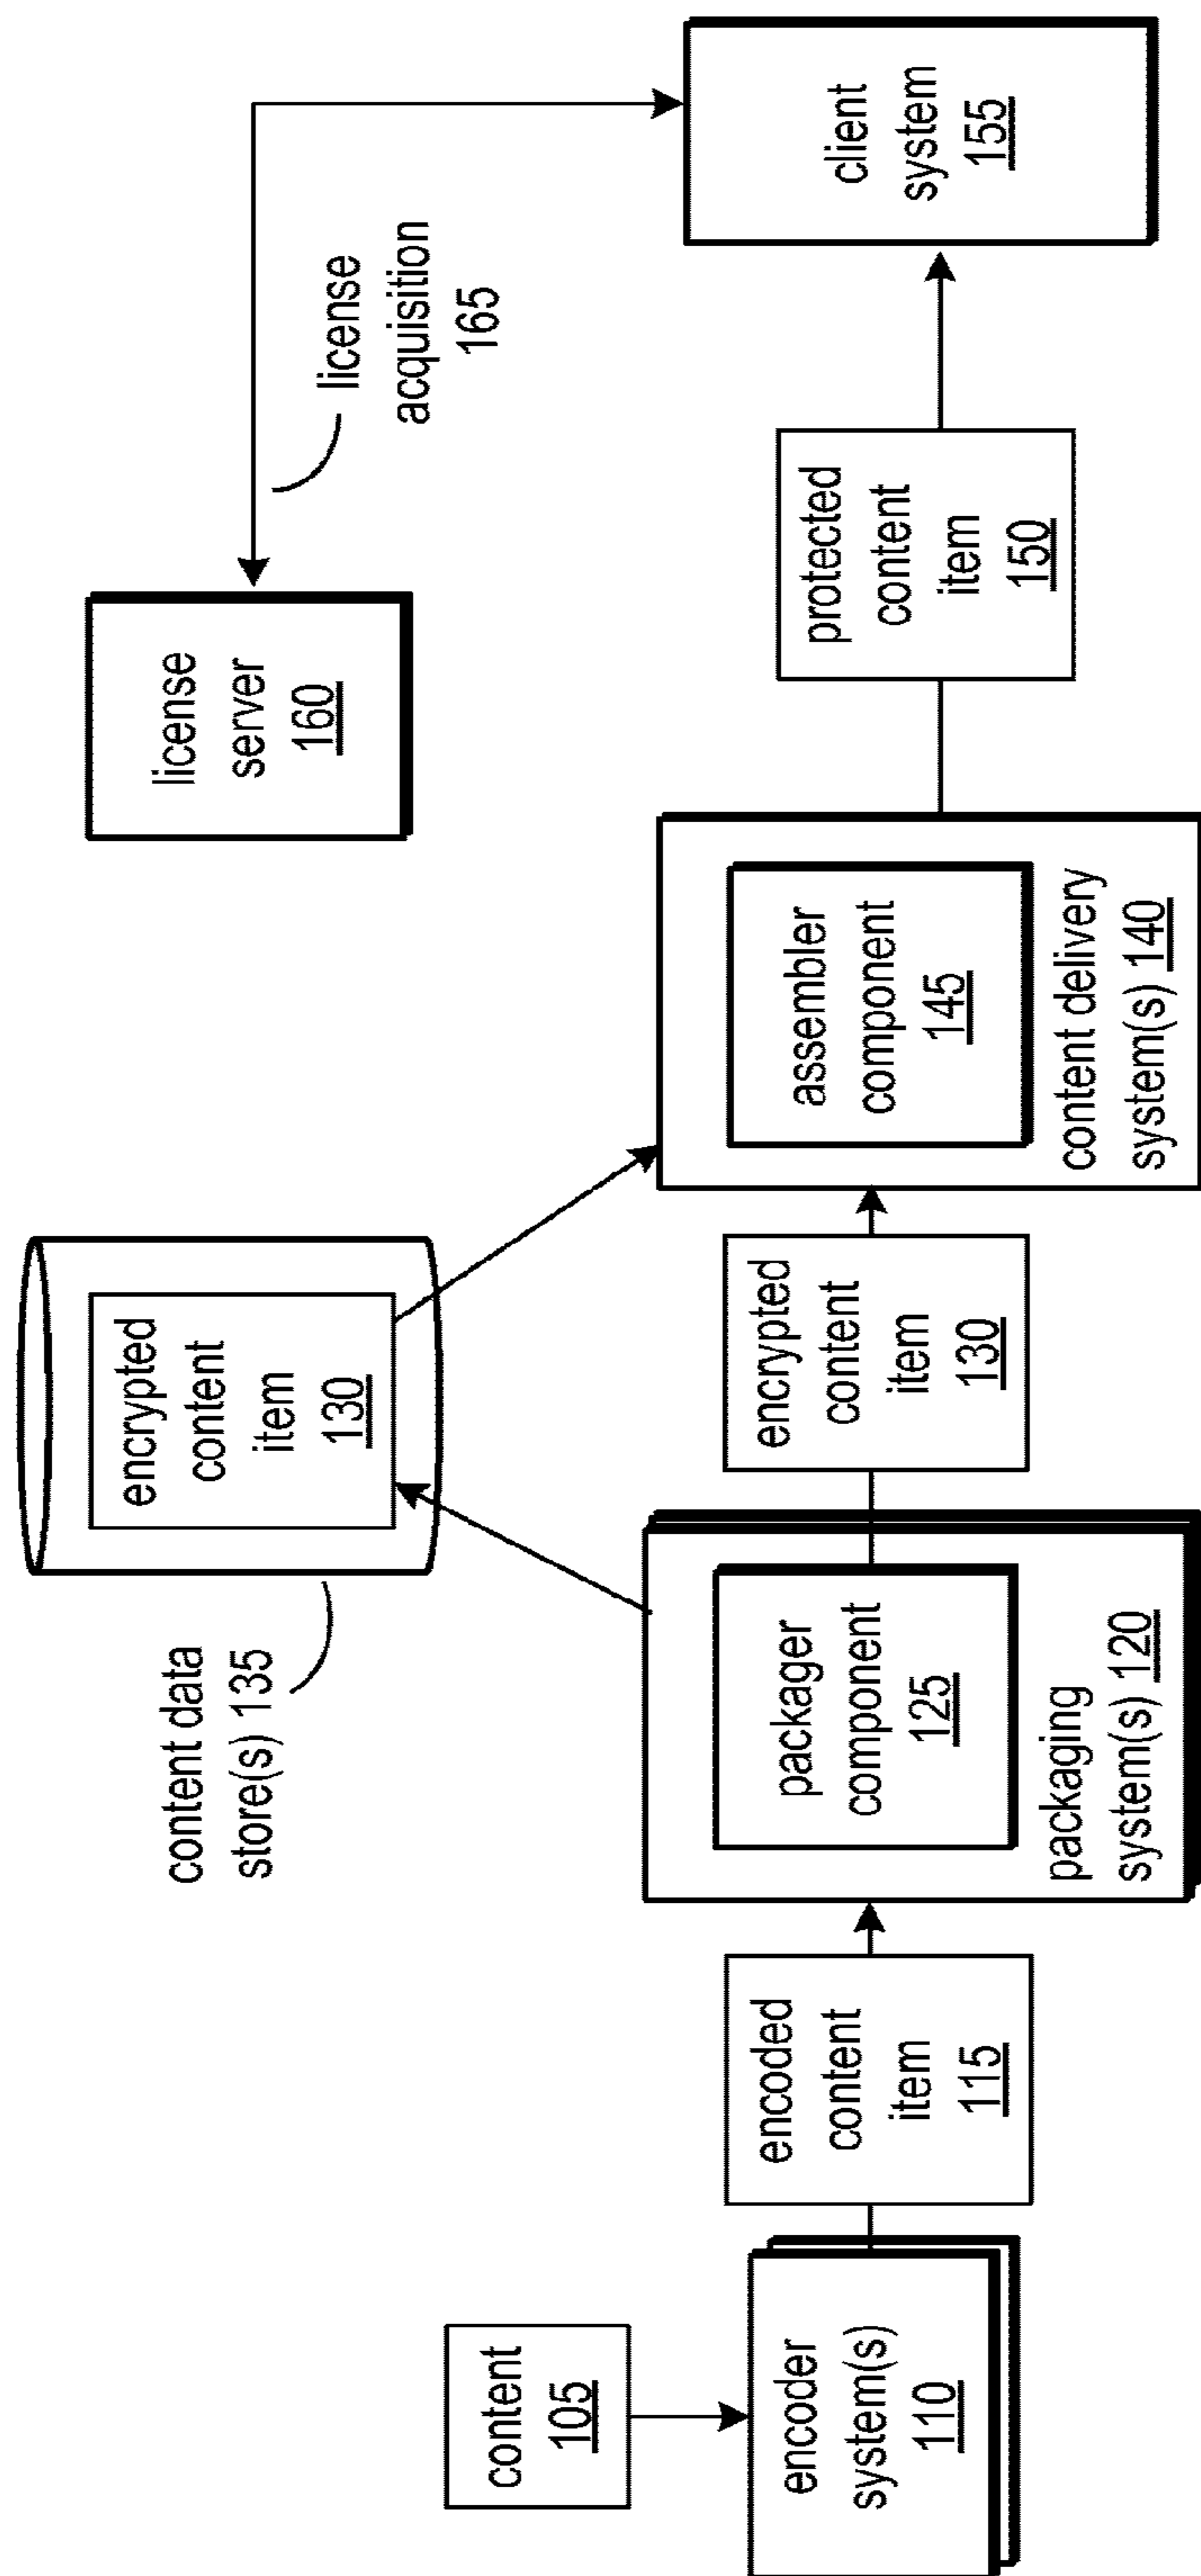 content
105
encoder
system(s)
110
encoded
content
item
115
content data
store(s) 135
packager
component
125
packaging
system(s) 120
encrypted
content
item
130
encrypted
content
item
130
assembler
component
145
content delivery
system(s) 140
license
server
160
license
acquisition
165
protected
content
item
150
client
system
155